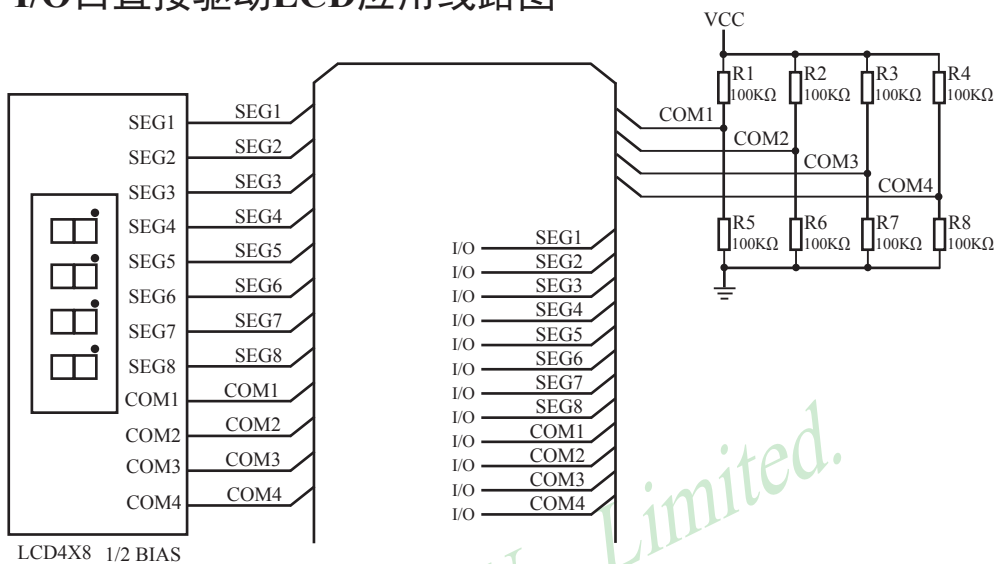 I/O口直接驱动LCD应用线路图
VCC
R1
100KΩ
R2
100KΩ
R3
100KΩ
R4
100KΩ
COM1
COM2
COM3
COM4
R5
100KΩ
R6
100KΩ
R7
100KΩ
R8
100KΩ
SEG1 SEG1
SEG2 SEG2
SEG3 SEG3
SEG4 SEG4
SEG5 SEG5
SEG6 SEG6
SEG7 SEG7
SEG8 SEG8
COM1 COM1
COM2 COM2
COM3 COM3
COM4 COM4
I/O SEG1
I/O SEG2
I/O SEG3
I/O SEG4
I/O SEG5
I/O SEG6
I/O SEG7
I/O SEG8
I/O COM1
I/O COM2
I/O COM3
I/O COM4
LCD4X8 1/2 BIAS
Limited.